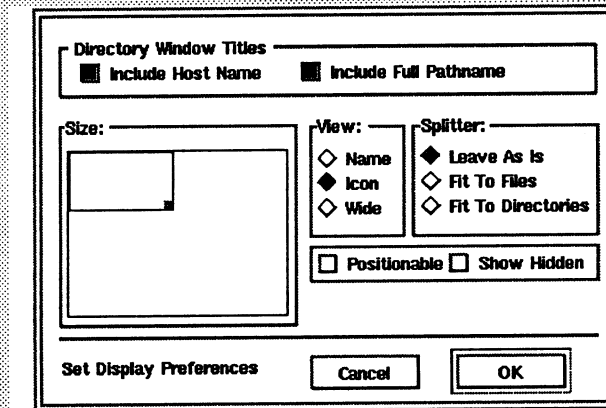 Directory Window Titles
Include Host Name Include Full Pathname
Size:
View:
Name
Icon
Wide
Splitter:
Leave As Is
Fit To Files
Fit To Directories
Positionable Show Hidden
Set Display Preferences
Cancel
OK